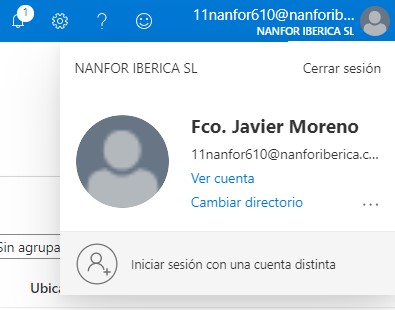 1
11nanfor610@nanforib...
NANFOR IBERICA SL
NANFOR IBERICA SL
Cerrar sesión
Fco. Javier Moreno
11nanfor610@nanforiberica.c...
Ver cuenta
Cambiar directorio
...
Sin agrupa
Iniciar sesión con una cuenta distinta
Ubica